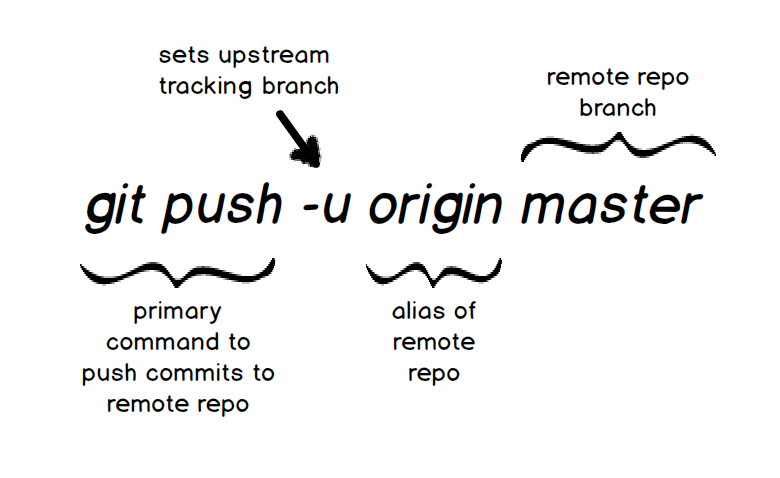 sets upstream
tracking branch
remote repo
branch
git push -u origin master
primary
command to
push commits to
remote repo
alias of
remote
repo